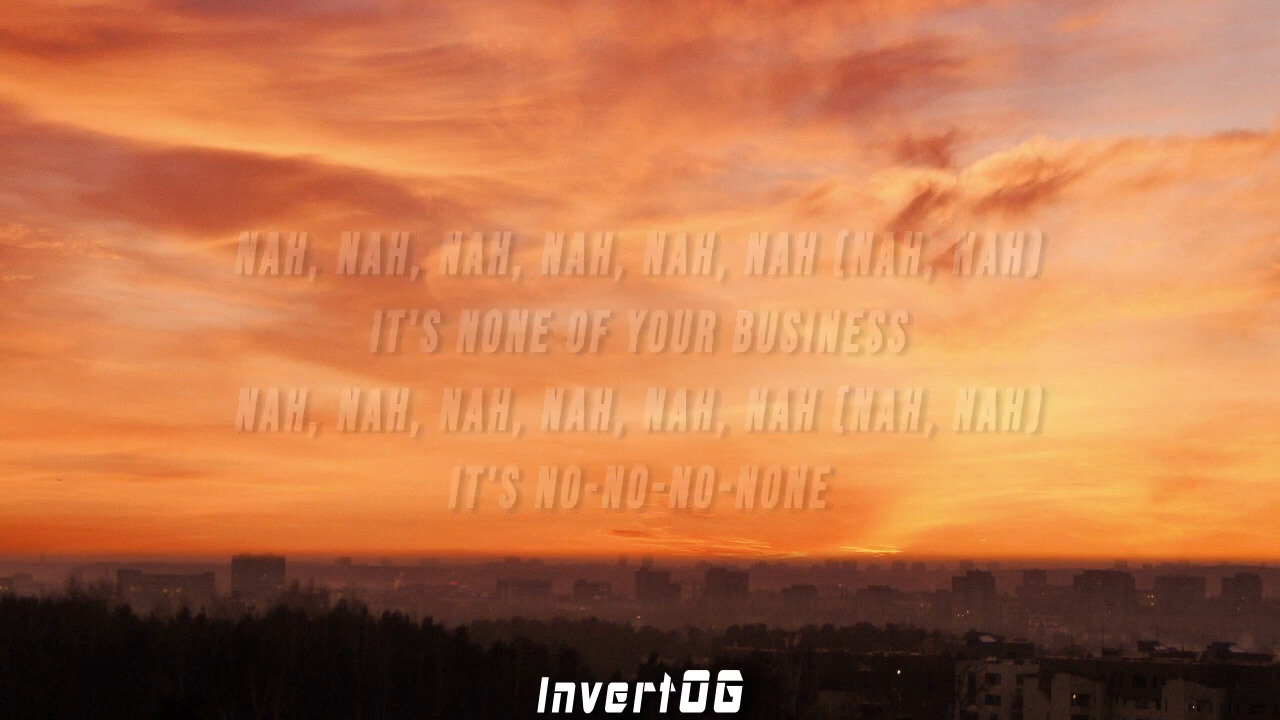 NAH, NAH, NAH, NAH, NAH, NAH (NAH, NAH)
IT'S NONE OF YOUR BUSINESS
NAH, NAH, NAH, NAH, NAH, NAH (NAH, NAH)
IT'S NO-NO-NO-NONE
InvertOG